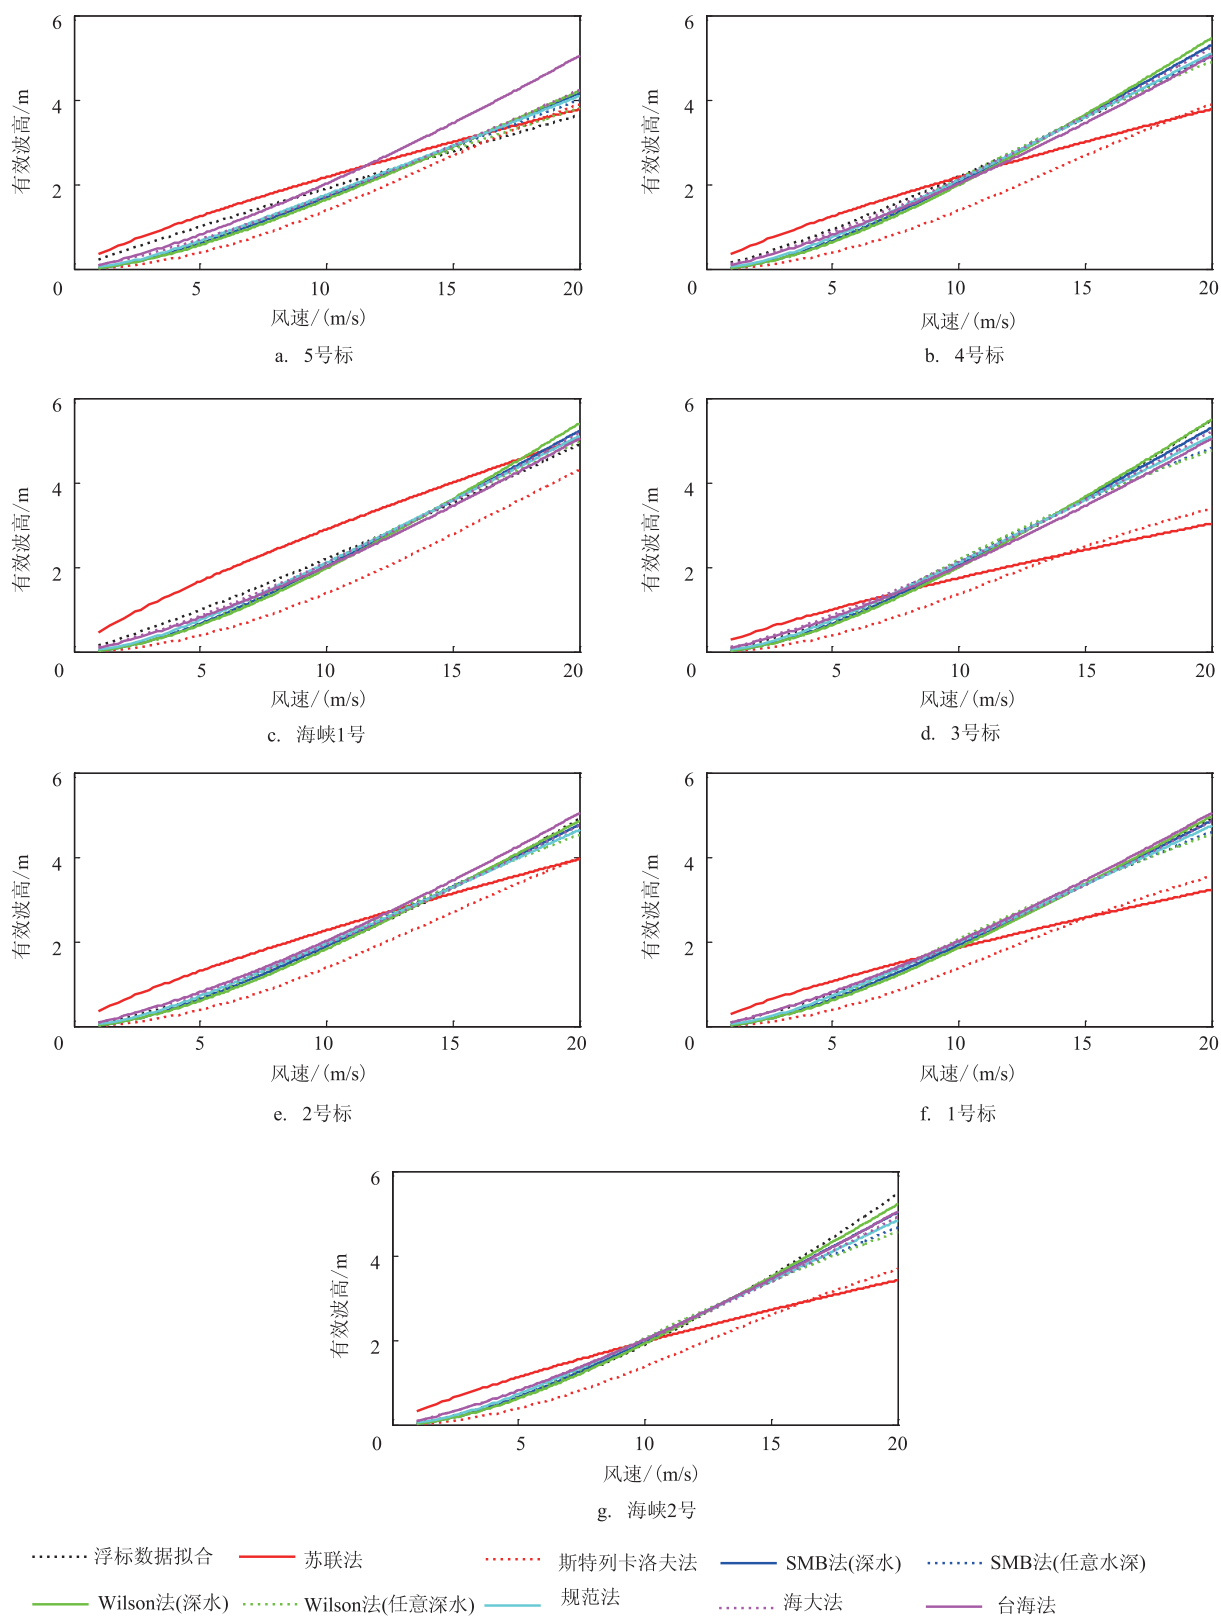 6
4
2
0
5
10
15
20
有效波高/m
风速/(m/s)
a. 5号标
6
4
2
0
5
10
15
20
有效波高/m
风速/(m/s)
b. 4号标
6
4
2
0
5
10
15
20
有效波高/m
风速/(m/s)
c. 海峡1号
6
4
2
0
5
10
15
20
有效波高/m
风速/(m/s)
d. 3号标
6
4
2
0
5
10
15
20
有效波高/m
风速/(m/s)
e. 2号标
6
4
2
0
5
10
15
20
有效波高/m
风速/(m/s)
f. 1号标
6
4
2
0
5
10
15
20
有效波高/m
风速/(m/s)
g. 海峡2号
浮标数据拟合 苏联法 斯特列卡洛夫法 SMB法(深水) SMB法(任意水深)
Wilson法(深水) Wilson法(任意深水) 规范法 海大法 台海法